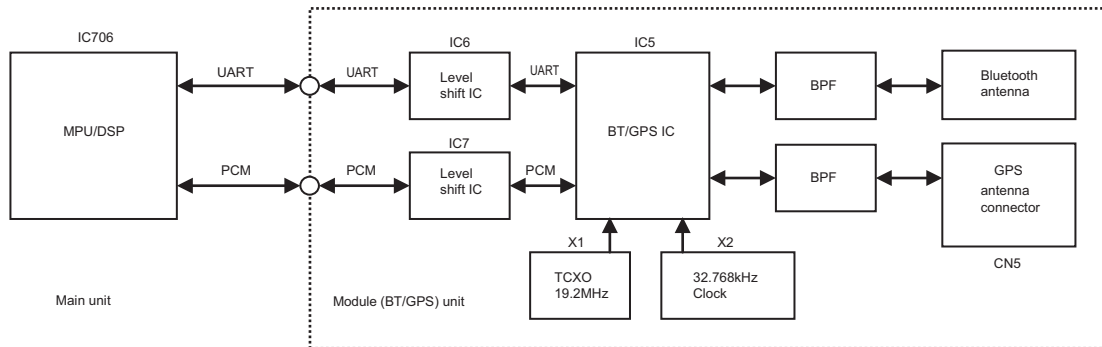 IC706
MPU/DSP
UART
PCM
Main unit
UART
PCM
IC6
Level
shift IC
IC7
Level
shift IC
UART
PCM
IC5
BT/GPS IC
BPF
BPF
Bluetooth
antenna
GPS
antenna
connector
CN5
X1
TCXO
19.2MHz
X2
32.768kHz
Clock
Module (BT/GPS) unit